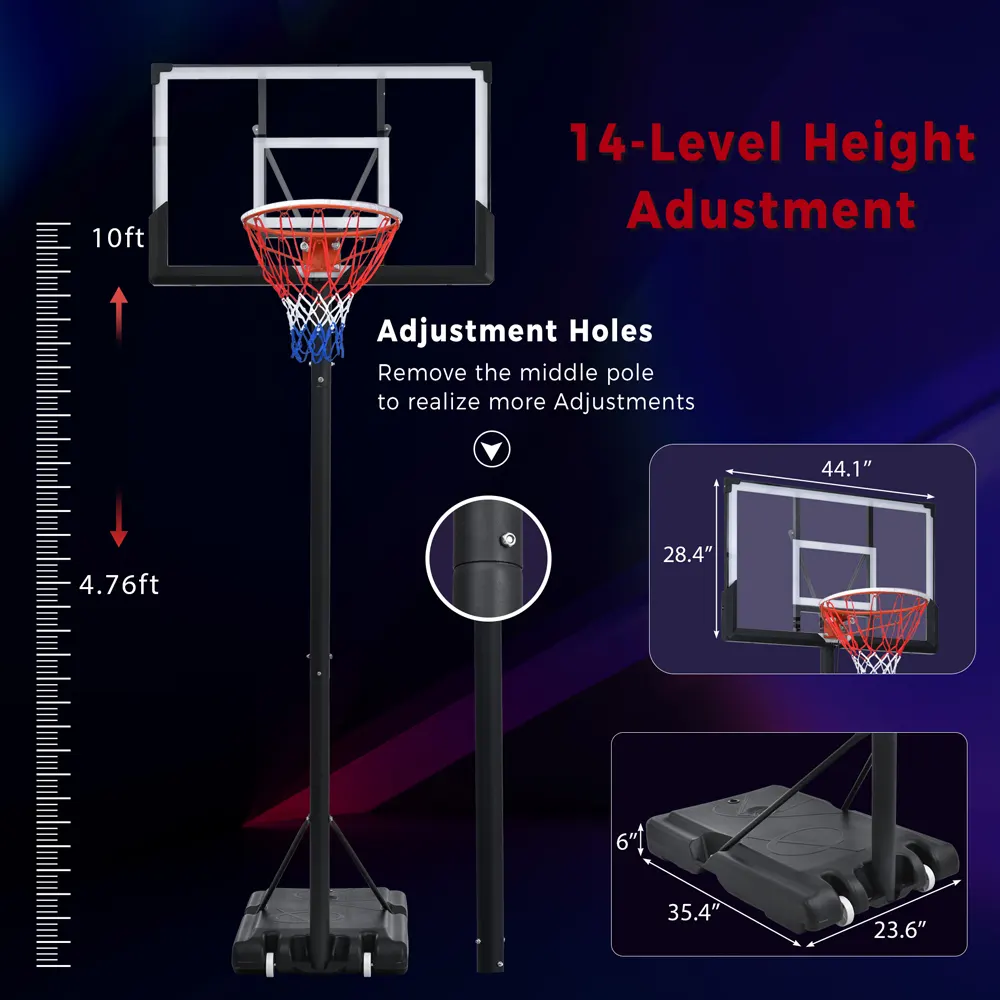 14-Level Height
Adustment
10ft
4.76ft
Adjustment Holes
Remove the middle pole
to realize more Adjustments
44.1”
28.4”
6”
35.4”
23.6”